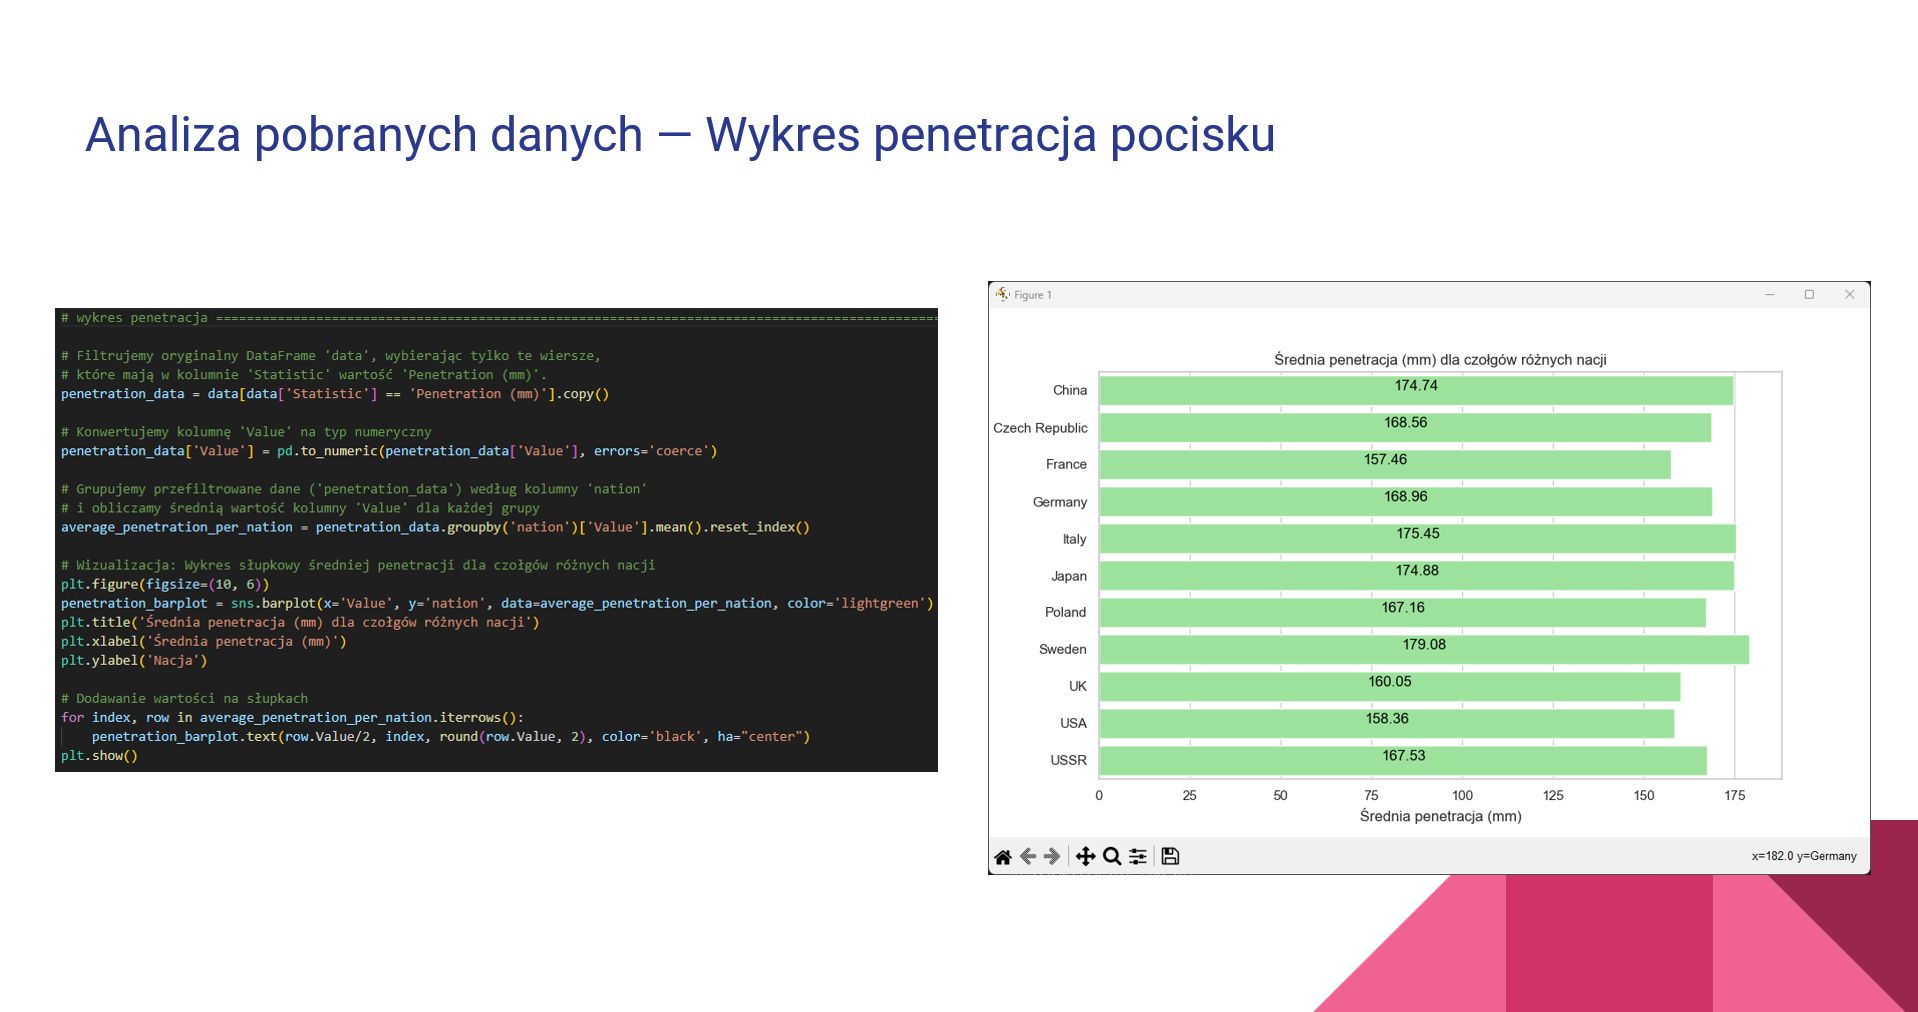 Analiza pobranych danych — Wykres penetracja pocisku
# wykres penetracja ==============================================================================================
# Filtrujemy oryginalny DataFrame 'data', wybierając tylko te wiersze,
# które mają w kolumnie 'Statistic' wartość 'Penetration (mm)'.
penetration_data = data[data['Statistic'] == 'Penetration (mm)'].copy()
# Konwertujemy kolumnę 'Value' na typ numeryczny
penetration_data['Value'] = pd.to_numeric(penetration_data['Value'], errors='coerce')
# Grupujemy przefiltrowane dane ('penetration_data') według kolumny 'nation'
# i obliczamy średnią wartość kolumny 'Value' dla każdej grupy
average_penetration_per_nation = penetration_data.groupby('nation')['Value'].mean().reset_index()
# Wizualizacja: Wykres słupkowy średniej penetracji dla czołgów różnych nacji
plt.figure(figsize=(10, 6))
penetration_barplot = sns.barplot(x='Value', y='nation', data=average_penetration_per_nation, color='lightgreen')
plt.title('Średnia penetracja (mm) dla czołgów różnych nacji')
plt.xlabel('Średnia penetracja (mm)')
plt.ylabel('Nacja')
# Dodawanie wartości na słupkach
for index, row in average_penetration_per_nation.iterrows():
    penetration_barplot.text(row.Value/2, index, round(row.Value, 2), color='black', ha="center")
plt.show()
Figure 1
Średnia penetracja (mm) dla czołgów różnych nacji
China 174.74
Czech Republic 168.56
France 157.46
Germany 168.96
Italy 175.45
Japan 174.88
Poland 167.16
Sweden 179.08
UK 160.05
USA 158.36
USSR 167.53
0 25 50 75 100 125 150 175
Średnia penetracja (mm)
x=182.0 y=Germany